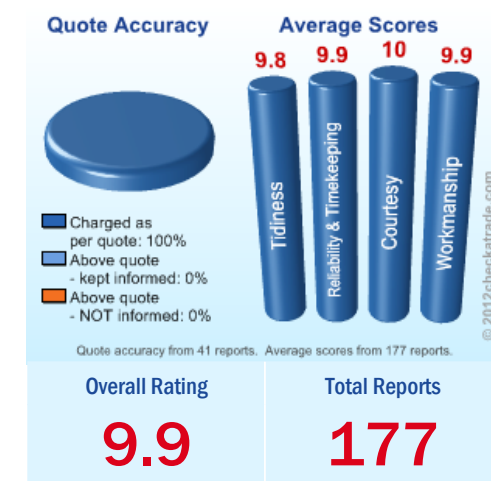 Quote Accuracy
Charged as
per quote: 100%
Above quote
- kept informed: 0%
Above quote
- NOT informed: 0%
Average Scores
9.8
9.9
10
9.9
Tidiness
Reliability & Timekeeping
Courtesy
Workmanship
© 2012checkatrade.com
Quote accuracy from 41 reports. Average scores from 177 reports.
Overall Rating
9.9
Total Reports
177